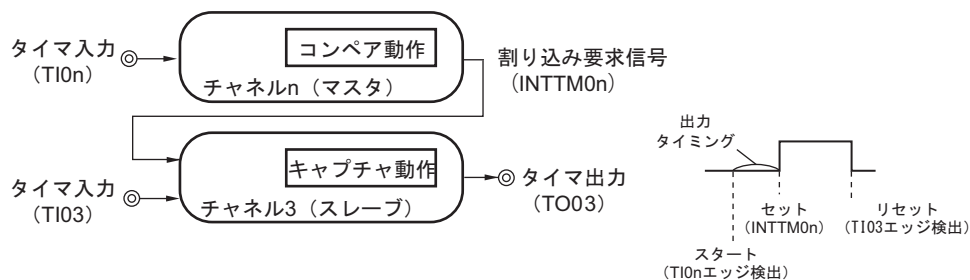 タイマ入力
（TI0n）
コンペア動作
チャネルn（マスタ）
割り込み要求信号
（INTTM0n）
タイマ入力
（TI03）
キャプチャ動作
チャネル3（スレーブ）
タイマ出力
（TO03）
出力
タイミング
セット
（INTTM0n）
リセット
（TI03エッジ検出）
スタート
（TI0nエッジ検出）